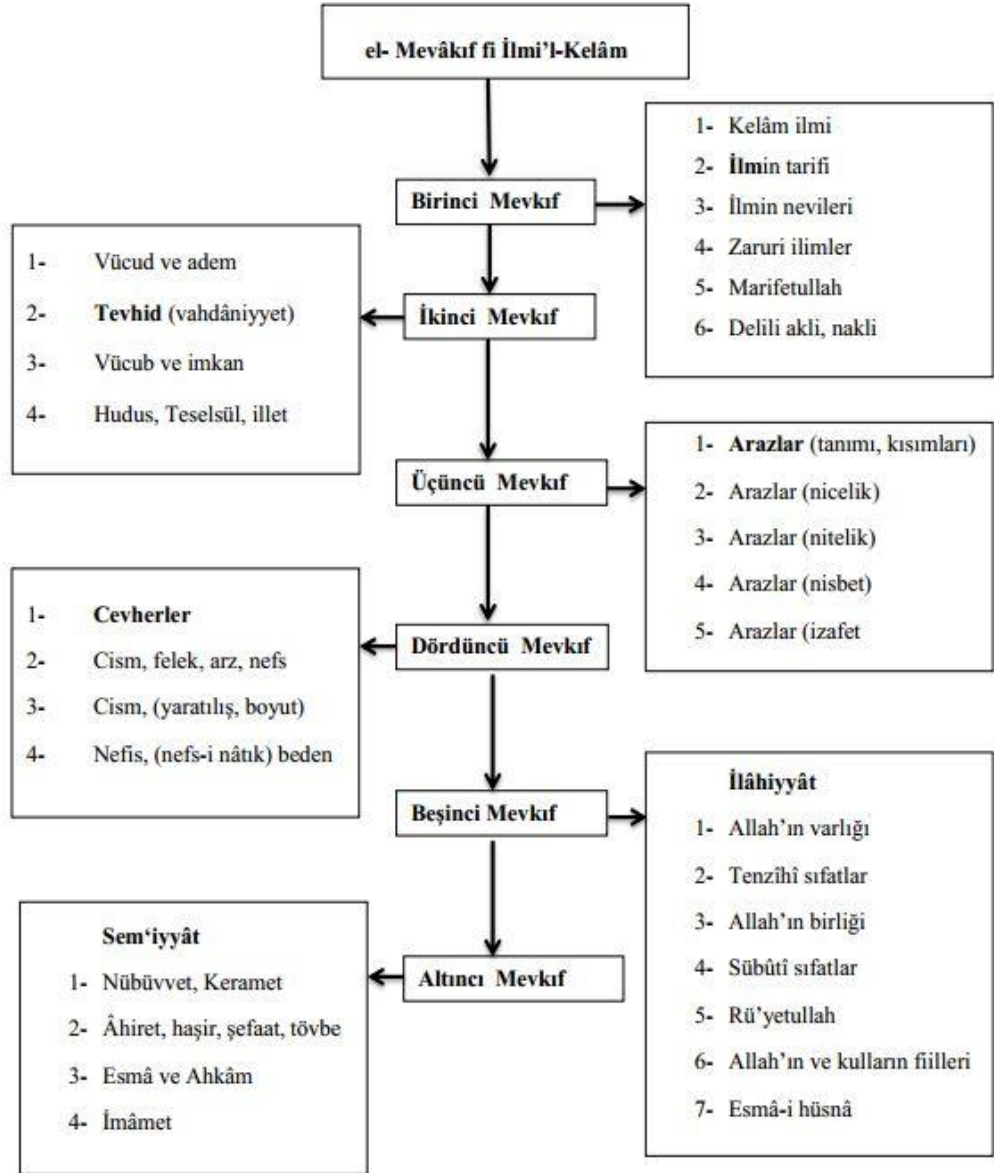 el- Mevâkıf fi İlmi’l-Kelâm
Birinci Mevkıf
1- Kelâm ilmi
2- İlmin tarifi
3- İlmin nevileri
4- Zaruri ilimler
5- Marifetullah
6- Delili akli, nakli
İkinci Mevkıf
1- Vücud ve adem
2- Tevhid (vahdâniyyet)
3- Vücub ve imkan
4- Hudus, Teselsül, illet
Üçüncü Mevkıf
1- Arazlar (tanımı, kısımları)
2- Arazlar (nicelik)
3- Arazlar (nitelik)
4- Arazlar (nisbet)
5- Arazlar (izafet
Dördüncü Mevkıf
1- Cevherler
2- Cism, felek, arz, nefs
3- Cism, (yaratılış, boyut)
4- Nefis, (nefs-i nâtık) beden
Beşinci Mevkıf
İlâhiyyât
1- Allah’ın varlığı
2- Tenzîhî sıfatlar
3- Allah’ın birliği
4- Sübûtî sıfatlar
5- Rü’yetullah
6- Allah’ın ve kulların fiilleri
7- Esmâ-i hüsnâ
Altıncı Mevkıf
Sem‘iyyât
1- Nübüvvet, Keramet
2- Âhiret, haşir, şefaat, tövbe
3- Esmâ ve Ahkâm
4- İmâmet